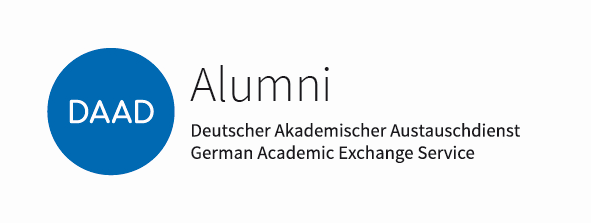 DAAD
Alumni
Deutscher Akademischer Austauschdienst
German Academic Exchange Service